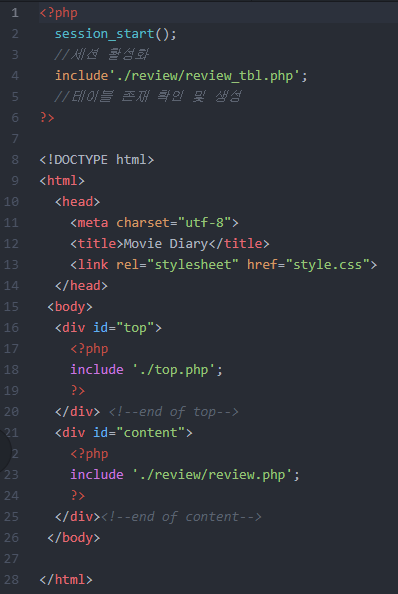 1 <?php
2 session_start();
3 //세션 활성화
4 include'./review/review_tbl.php';
5 //테이블 존재 확인 및 생성
6 ?>
7
8 <!DOCTYPE html>
9 <html>
10 <head>
11 <meta charset="utf-8">
12 <title>Movie Diary</title>
13 <link rel="stylesheet" href="style.css">
14 </head>
15 <body>
16 <div id="top">
17 <?php
18 include './top.php';
19 ?>
20 </div> <!--end of top-->
21 <div id="content">
2 <?php
23 include './review/review.php';
24 ?>
25 </div><!--end of content-->
26 </body>
27
28 </html>